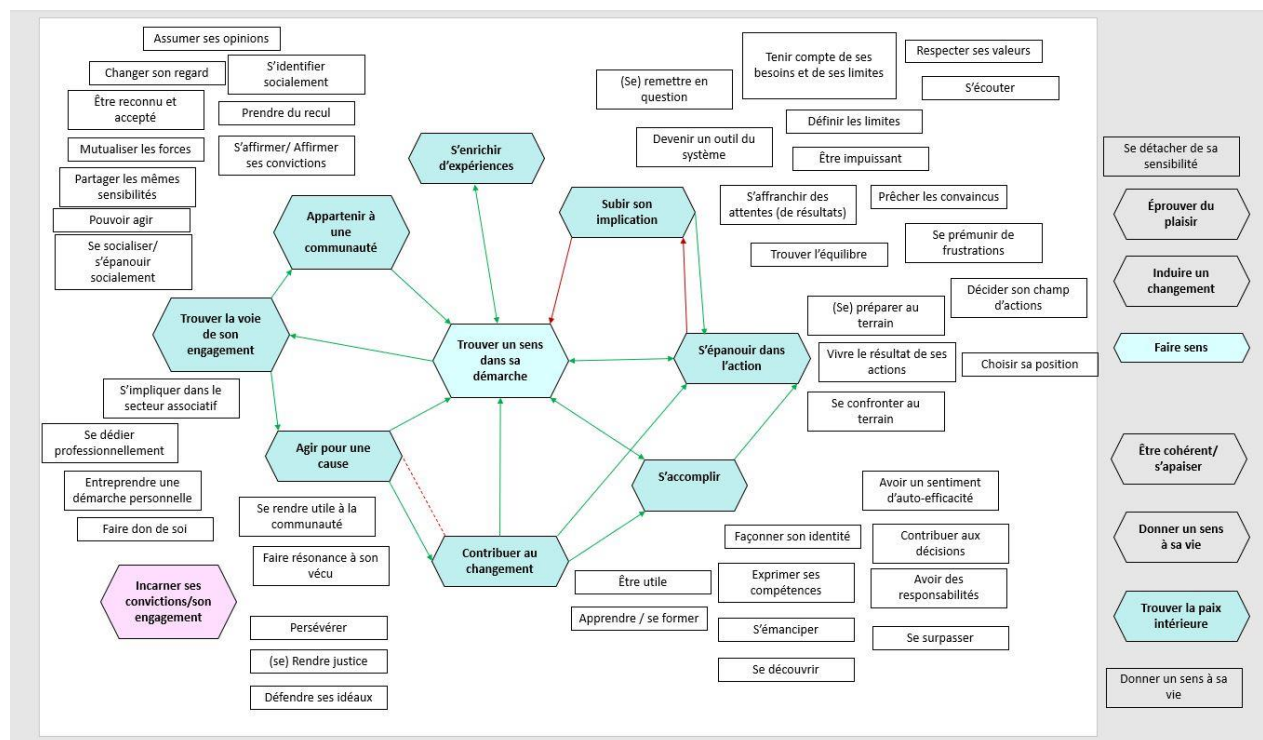 Assumer ses opinions
Changer son regard
S'identifier
socialement
Être reconnu et
accepté
Prendre du recul
Mutualiser les forces
S'affirmer/ Affirmer
ses convictions
Partager les mêmes
sensibilités
Pouvoir agir
Se socialiser/
s'épanouir
socialement
Appartenir à
une
communauté
S'enrichir
d'expériences
Subir son
implication
(Se) remettre en
question
Tenir compte de ses
besoins et de ses limites
Respecter ses valeurs
S'écouter
Définir les limites
Devenir un outil du
système
Être impuissant
S'affranchir des
attentes (de résultats)
Prêcher les convaincus
Se prémunir de
frustrations
Trouver l'équilibre
Décider son champ
d'actions
(Se) préparer au
terrain
Vivre le résultat de ses
actions
Choisir sa position
Se confronter au
terrain
Trouver la voie
de son
engagement
Trouver un sens
dans sa
démarche
S'épanouir dans
l'action
S'impliquer dans le
secteur associatif
Se dédier
professionnellement
Entreprendre une
démarche personnelle
Faire don de soi
Agir pour une
cause
S'accomplir
Se rendre utile à la
communauté
Faire résonance à son
vécu
Contribuer au
changement
Incarner ses
convictions/son
engagement
Persévérer
(se) Rendre justice
Défendre ses idéaux
Avoir un sentiment
d'auto-efficacité
Façonner son identité
Contribuer aux
décisions
Être utile
Exprimer ses
compétences
Avoir des
responsabilités
Apprendre / se former
S'émanciper
Se surpasser
Se découvrir
Se détacher de sa
sensibilité
Éprouver du
plaisir
Induire un
changement
Faire sens
Être cohérent/
s'apaiser
Donner un sens
à sa vie
Trouver la paix
intérieure
Donner un sens à sa
vie